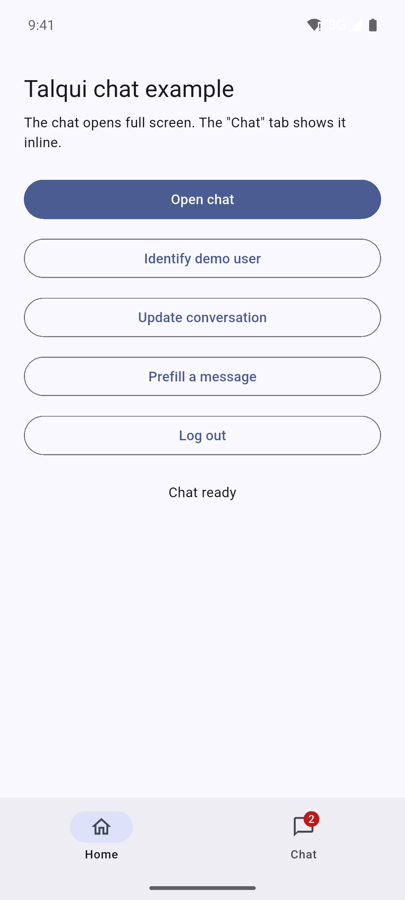 9:41
3G
Talqui chat example
The chat opens full screen. The "Chat" tab shows it
inline.
Open chat
Identify demo user
Update conversation
Prefill a message
Log out
Chat ready
2
Home
Chat